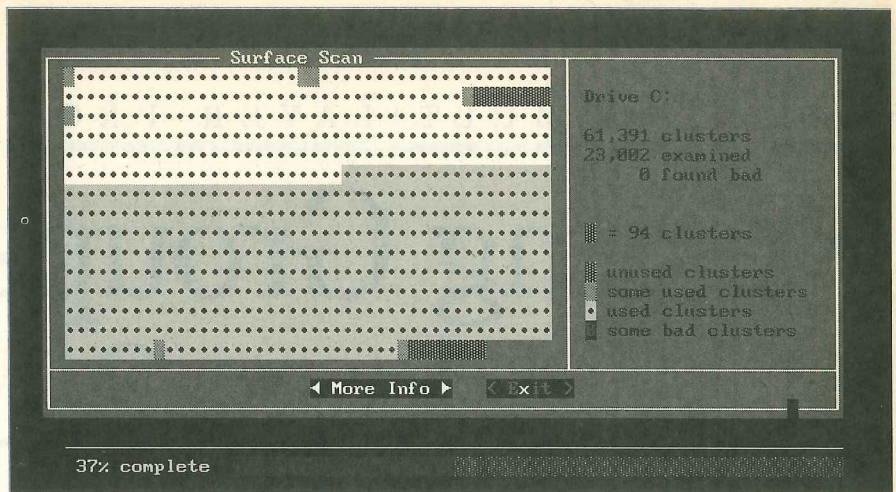 Surface Scan
Drive C:
61,391 clusters
23,002 examined
0 found bad
= 94 clusters
unused clusters
some used clusters
used clusters
some bad clusters
◄ More Info ► < Exit >
37% complete